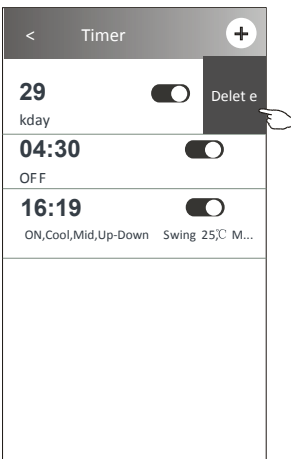 < Timer +
29
Delet e
kday
04:30
OFF
16:19
ON,Cool,Mid,Up-Down Swing 25℃ M...